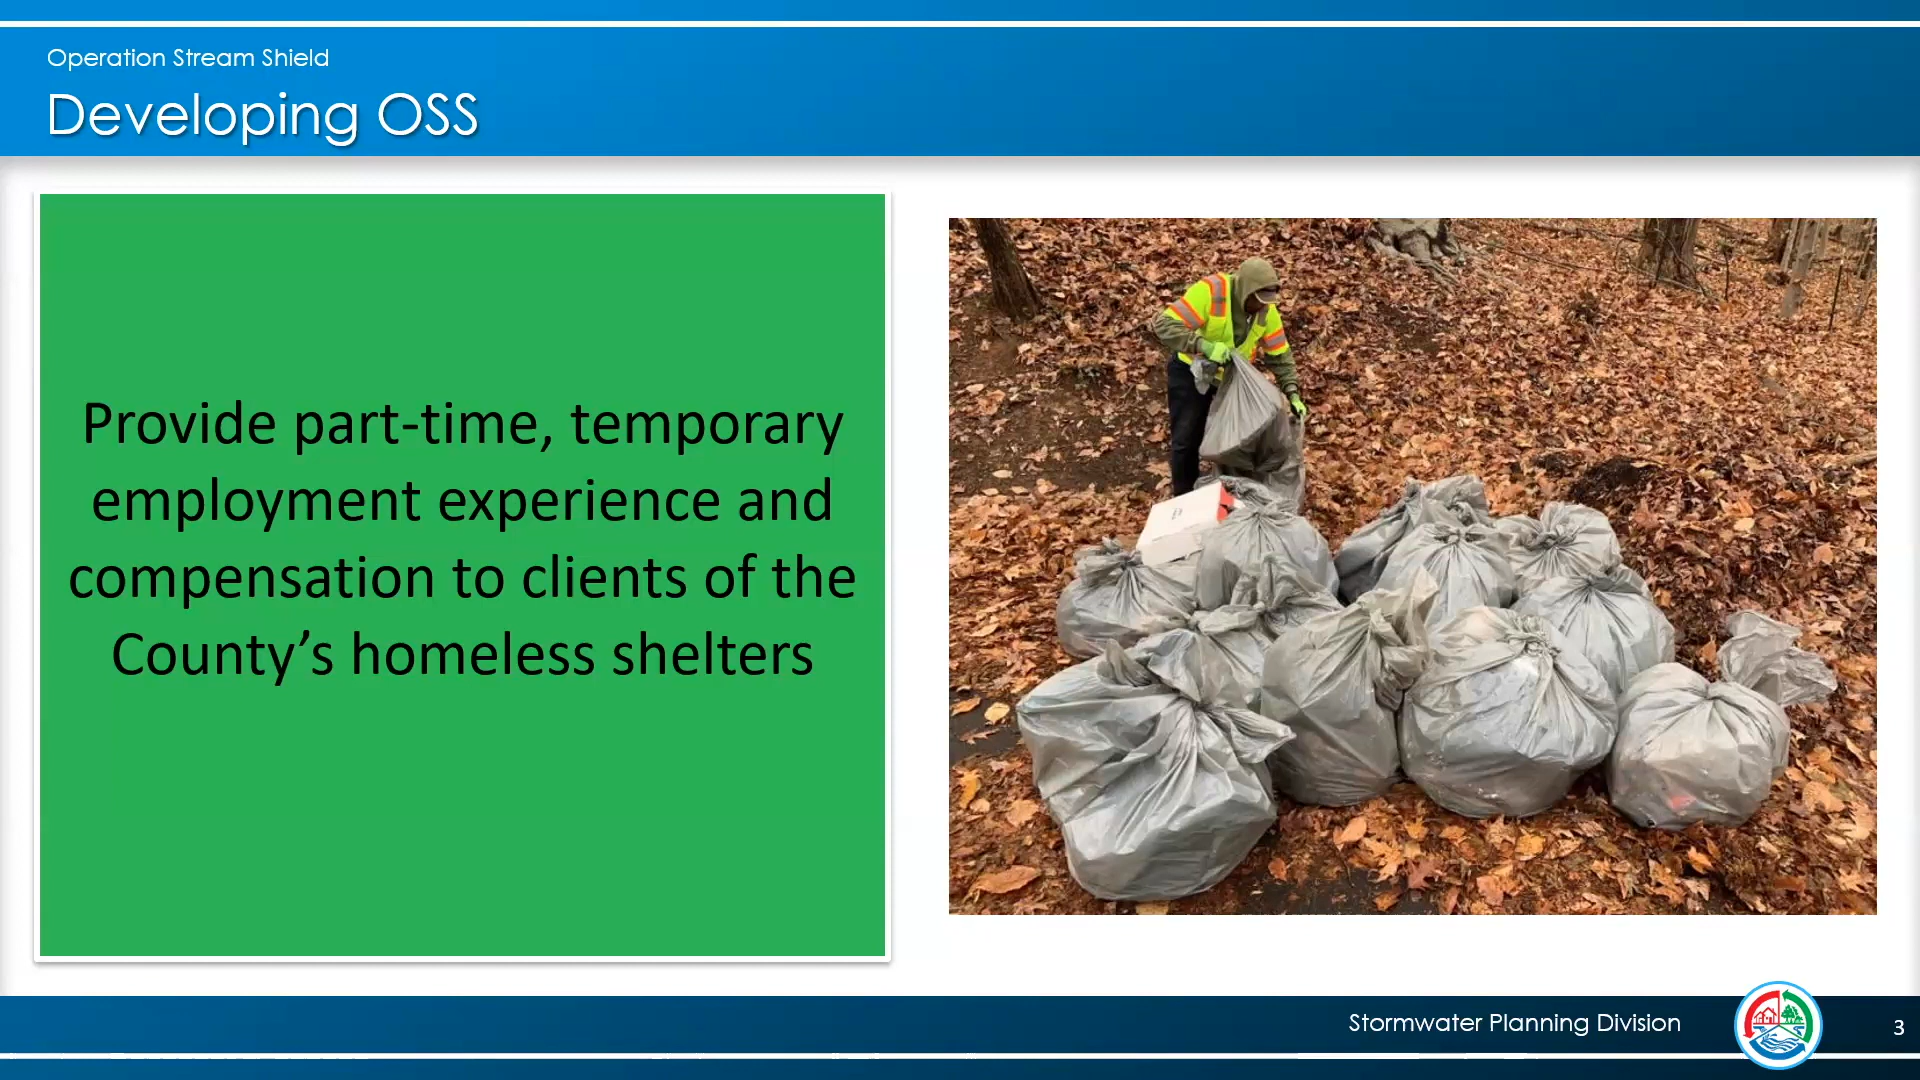 Operation Stream Shield
Developing OSS
Provide part-time, temporary
employment experience and
compensation to clients of the
County’s homeless shelters
Stormwater Planning Division
3